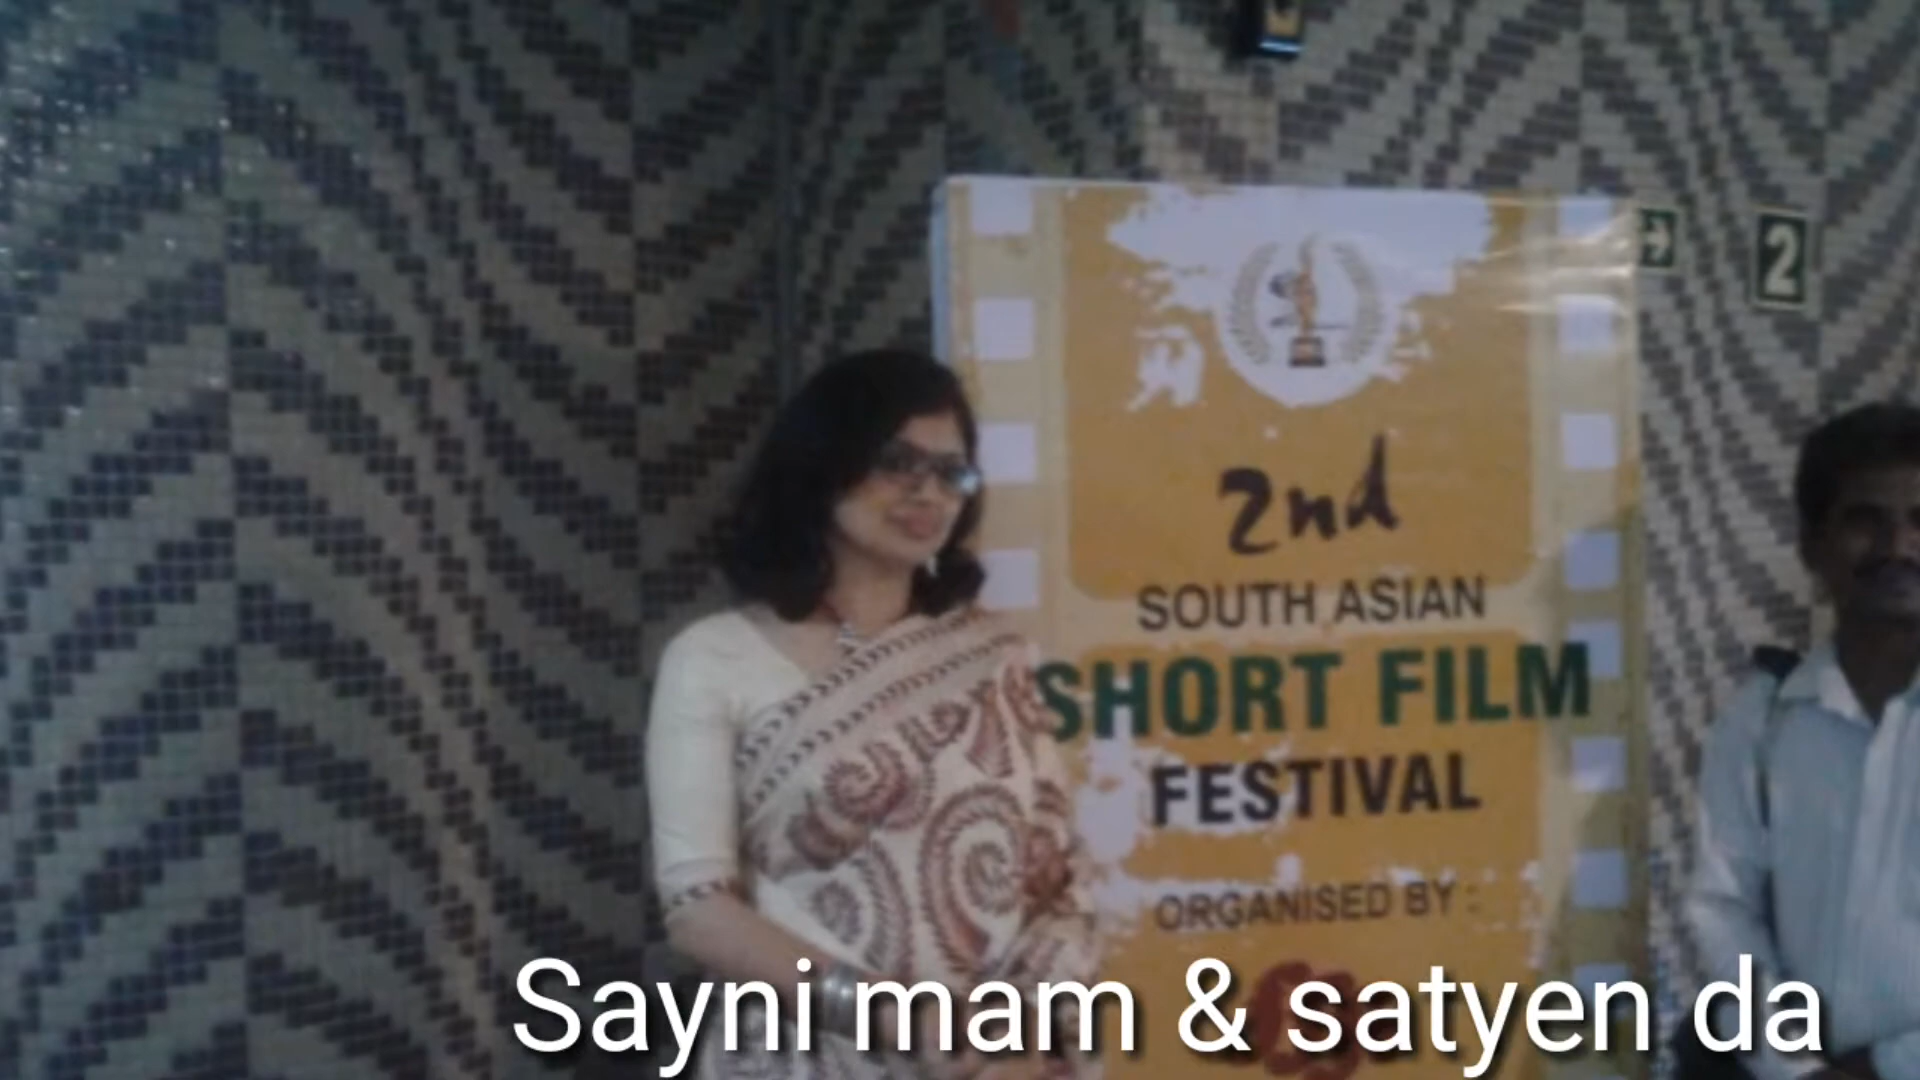 2
2nd
SOUTH ASIAN
SHORT FILM
FESTIVAL
ORGANISED BY :
Sayni mam & satyen da